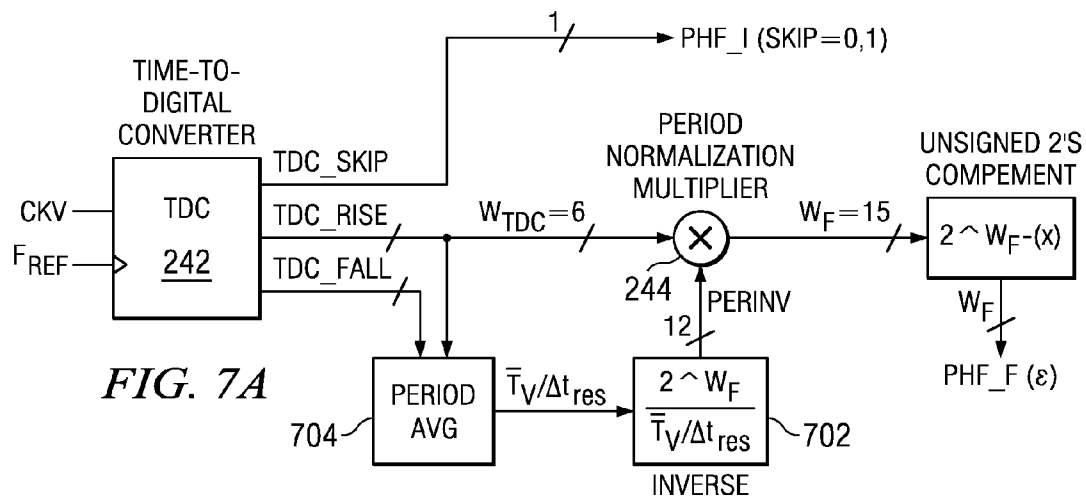 1
PHF_I (SKIP=0,1)
TIME-TO-
DIGITAL
CONVERTER
TDC_SKIP
PERIOD
NORMALIZATION
MULTIPLIER
UNSIGNED 2'S
COMPEMENT
CKV
TDC
TDC_RISE
W_TDC=6
W_F=15
2^W_F-(x)
F_REF
242
TDC_FALL
244
PERINV
12
W_F
PHF_F (ε)
FIG. 7A
PERIOD
AVG
704
T̅_V/Δt_res
2^W_F
T̅_V/Δt_res
702
INVERSE